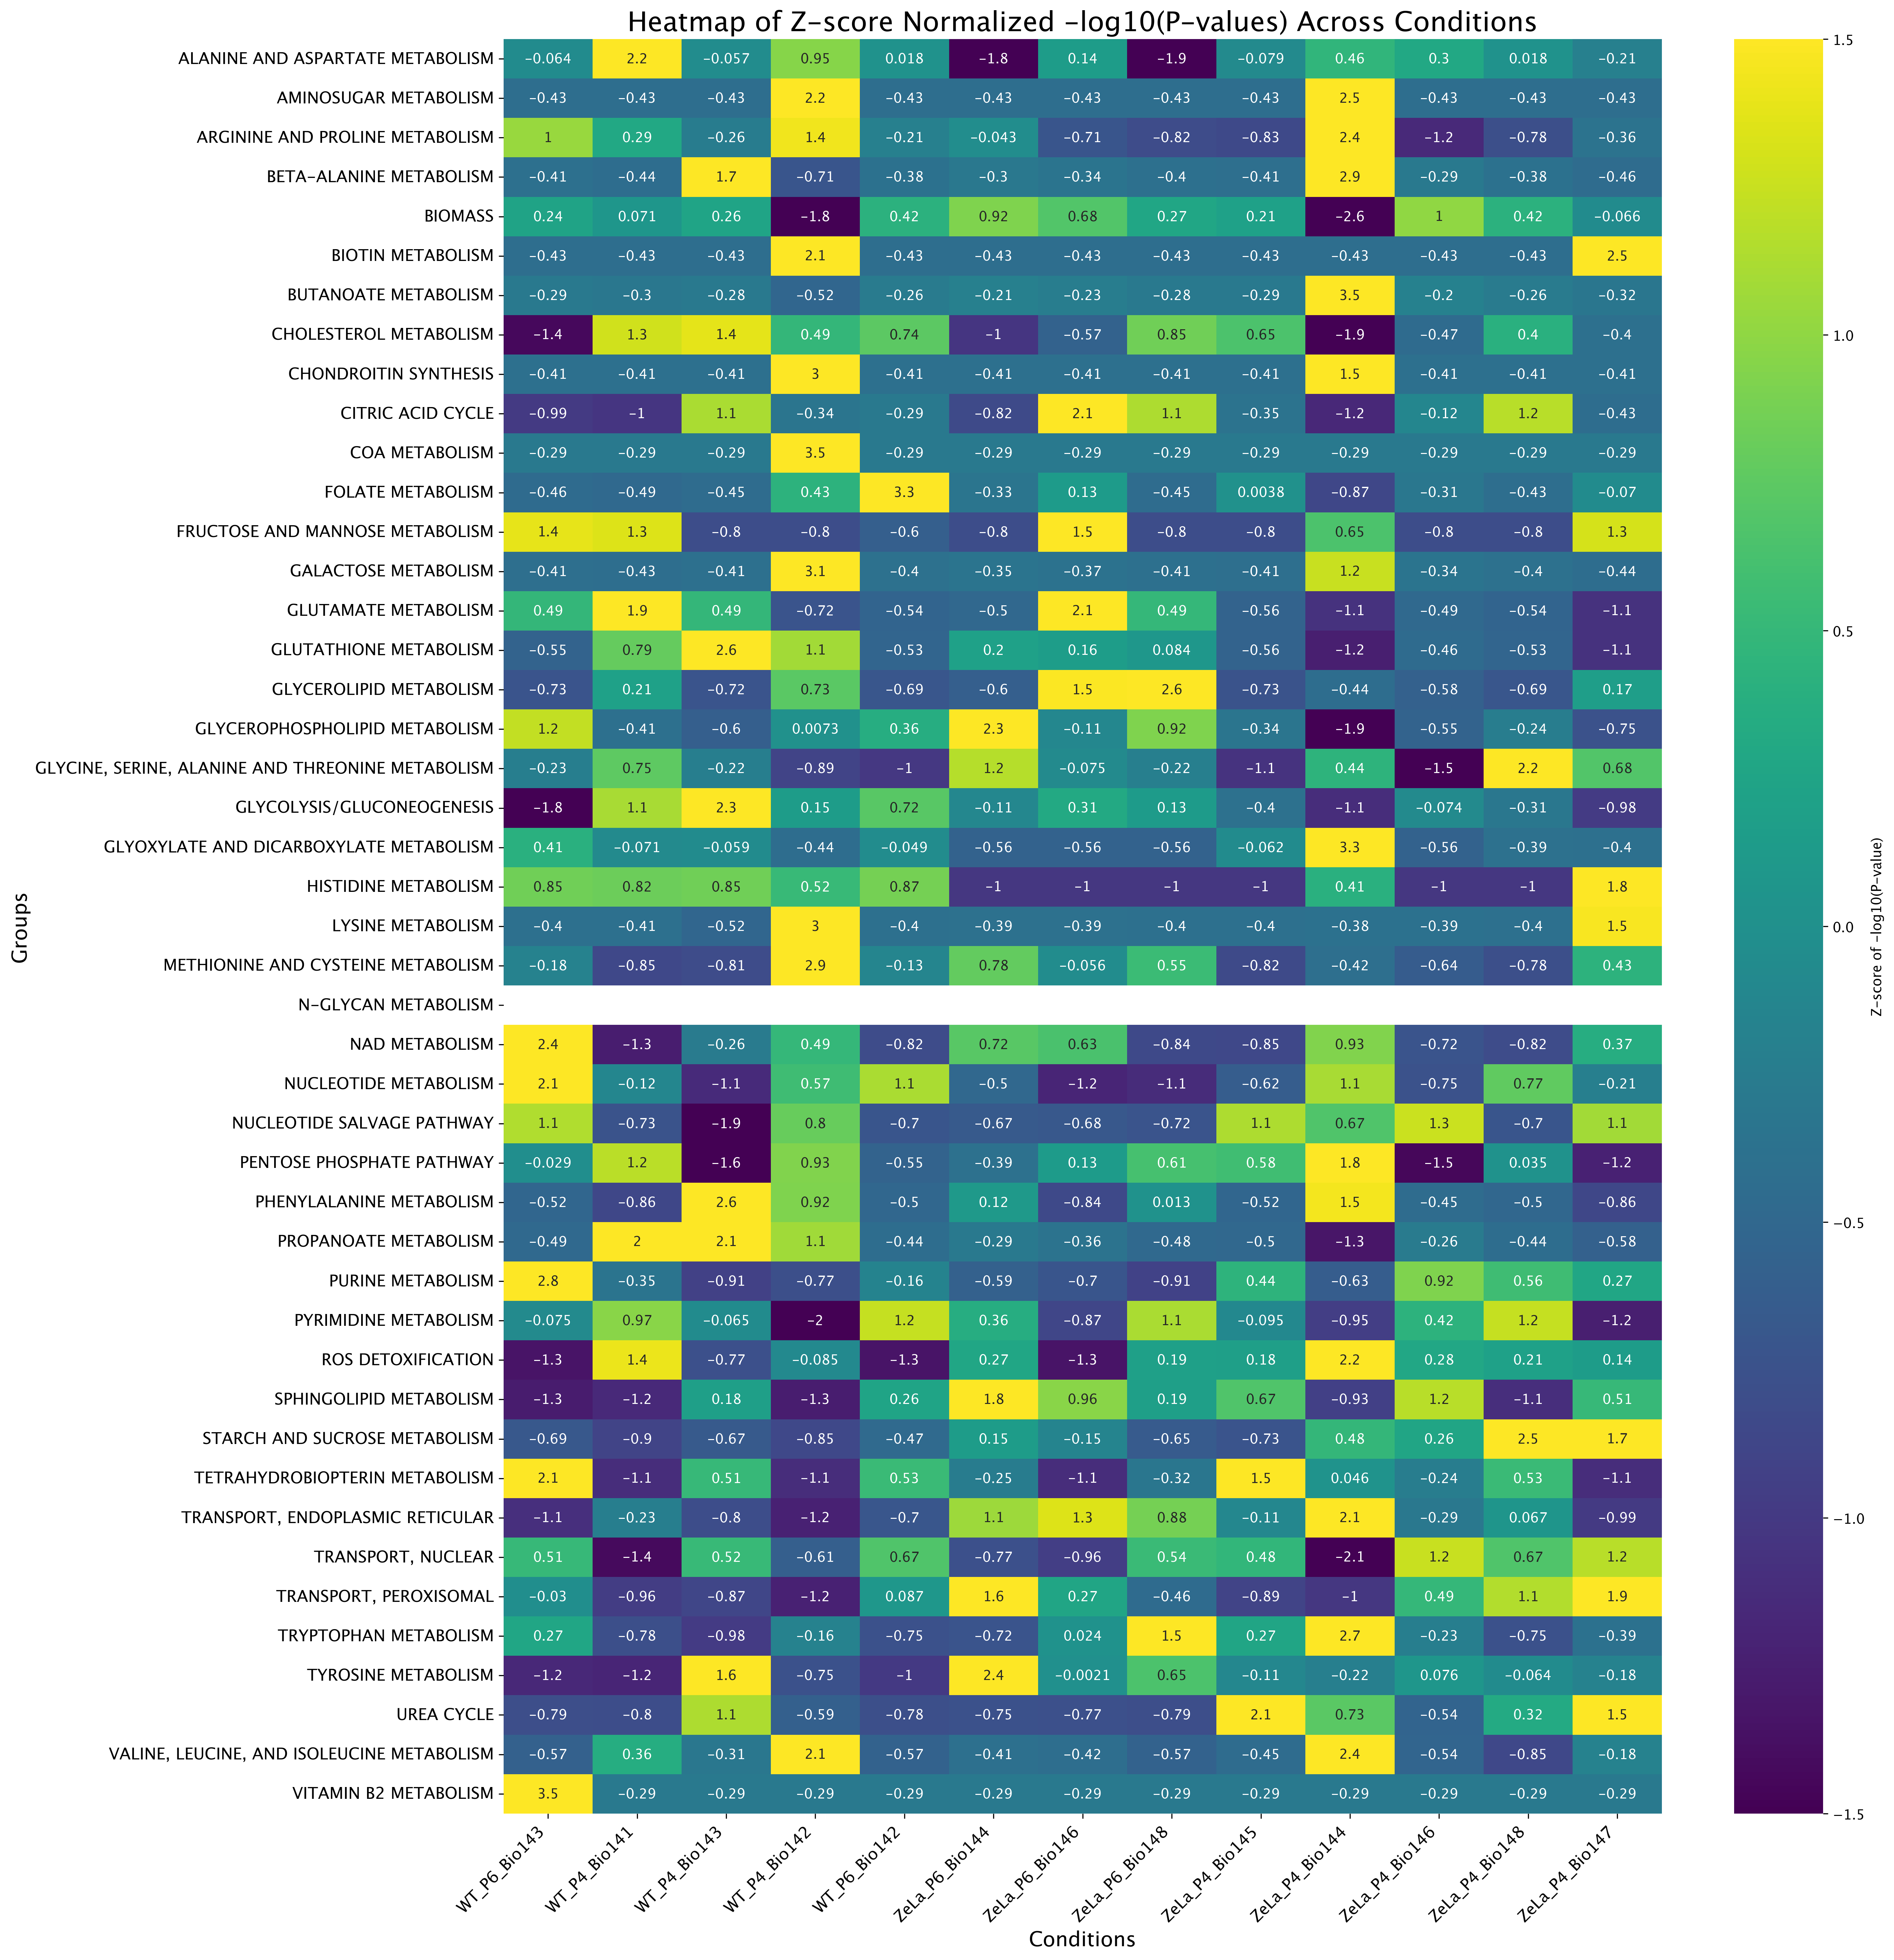 Heatmap of Z-score Normalized -log10(P-values) Across Conditions
ALANINE AND ASPARTATE METABOLISM −0.064 2.2 −0.057 0.95 0.018 −1.8 0.14 −1.9 −0.079 0.46 0.3 0.018 −0.21
AMINOSUGAR METABOLISM −0.43 −0.43 −0.43 2.2 −0.43 −0.43 −0.43 −0.43 −0.43 2.5 −0.43 −0.43 −0.43
ARGININE AND PROLINE METABOLISM 1 0.29 −0.26 1.4 −0.21 −0.043 −0.71 −0.82 −0.83 2.4 −1.2 −0.78 −0.36
BETA-ALANINE METABOLISM −0.41 −0.44 1.7 −0.71 −0.38 −0.3 −0.34 −0.4 −0.41 2.9 −0.29 −0.38 −0.46
BIOMASS 0.24 0.071 0.26 −1.8 0.42 0.92 0.68 0.27 0.21 −2.6 1 0.42 −0.066
BIOTIN METABOLISM −0.43 −0.43 −0.43 2.1 −0.43 −0.43 −0.43 −0.43 −0.43 −0.43 −0.43 −0.43 2.5
BUTANOATE METABOLISM −0.29 −0.3 −0.28 −0.52 −0.26 −0.21 −0.23 −0.28 −0.29 3.5 −0.2 −0.26 −0.32
CHOLESTEROL METABOLISM −1.4 1.3 1.4 0.49 0.74 −1 −0.57 0.85 0.65 −1.9 −0.47 0.4 −0.4
CHONDROITIN SYNTHESIS −0.41 −0.41 −0.41 3 −0.41 −0.41 −0.41 −0.41 −0.41 1.5 −0.41 −0.41 −0.41
CITRIC ACID CYCLE −0.99 −1 1.1 −0.34 −0.29 −0.82 2.1 1.1 −0.35 −1.2 −0.12 1.2 −0.43
COA METABOLISM −0.29 −0.29 −0.29 3.5 −0.29 −0.29 −0.29 −0.29 −0.29 −0.29 −0.29 −0.29 −0.29
FOLATE METABOLISM −0.46 −0.49 −0.45 0.43 3.3 −0.33 0.13 −0.45 0.0038 −0.87 −0.31 −0.43 −0.07
FRUCTOSE AND MANNOSE METABOLISM 1.4 1.3 −0.8 −0.8 −0.6 −0.8 1.5 −0.8 −0.8 0.65 −0.8 −0.8 1.3
GALACTOSE METABOLISM −0.41 −0.43 −0.41 3.1 −0.4 −0.35 −0.37 −0.41 −0.41 1.2 −0.34 −0.4 −0.44
GLUTAMATE METABOLISM 0.49 1.9 0.49 −0.72 −0.54 −0.5 2.1 0.49 −0.56 −1.1 −0.49 −0.54 −1.1
GLUTATHIONE METABOLISM −0.55 0.79 2.6 1.1 −0.53 0.2 0.16 0.084 −0.56 −1.2 −0.46 −0.53 −1.1
GLYCEROLIPID METABOLISM −0.73 0.21 −0.72 0.73 −0.69 −0.6 1.5 2.6 −0.73 −0.44 −0.58 −0.69 0.17
GLYCEROPHOSPHOLIPID METABOLISM 1.2 −0.41 −0.6 0.0073 0.36 2.3 −0.11 0.92 −0.34 −1.9 −0.55 −0.24 −0.75
GLYCINE, SERINE, ALANINE AND THREONINE METABOLISM −0.23 0.75 −0.22 −0.89 −1 1.2 −0.075 −0.22 −1.1 0.44 −1.5 2.2 0.68
GLYCOLYSIS/GLUCONEOGENESIS −1.8 1.1 2.3 0.15 0.72 −0.11 0.31 0.13 −0.4 −1.1 −0.074 −0.31 −0.98
GLYOXYLATE AND DICARBOXYLATE METABOLISM 0.41 −0.071 −0.059 −0.44 −0.049 −0.56 −0.56 −0.56 −0.062 3.3 −0.56 −0.39 −0.4
HISTIDINE METABOLISM 0.85 0.82 0.85 0.52 0.87 −1 −1 −1 −1 0.41 −1 −1 1.8
LYSINE METABOLISM −0.4 −0.41 −0.52 3 −0.4 −0.39 −0.39 −0.4 −0.4 −0.38 −0.39 −0.4 1.5
METHIONINE AND CYSTEINE METABOLISM −0.18 −0.85 −0.81 2.9 −0.13 0.78 −0.056 0.55 −0.82 −0.42 −0.64 −0.78 0.43
N-GLYCAN METABOLISM
NAD METABOLISM 2.4 −1.3 −0.26 0.49 −0.82 0.72 0.63 −0.84 −0.85 0.93 −0.72 −0.82 0.37
NUCLEOTIDE METABOLISM 2.1 −0.12 −1.1 0.57 1.1 −0.5 −1.2 −1.1 −0.62 1.1 −0.75 0.77 −0.21
NUCLEOTIDE SALVAGE PATHWAY 1.1 −0.73 −1.9 0.8 −0.7 −0.67 −0.68 −0.72 1.1 0.67 1.3 −0.7 1.1
PENTOSE PHOSPHATE PATHWAY −0.029 1.2 −1.6 0.93 −0.55 −0.39 0.13 0.61 0.58 1.8 −1.5 0.035 −1.2
PHENYLALANINE METABOLISM −0.52 −0.86 2.6 0.92 −0.5 0.12 −0.84 0.013 −0.52 1.5 −0.45 −0.5 −0.86
PROPANOATE METABOLISM −0.49 2 2.1 1.1 −0.44 −0.29 −0.36 −0.48 −0.5 −1.3 −0.26 −0.44 −0.58
PURINE METABOLISM 2.8 −0.35 −0.91 −0.77 −0.16 −0.59 −0.7 −0.91 0.44 −0.63 0.92 0.56 0.27
PYRIMIDINE METABOLISM −0.075 0.97 −0.065 −2 1.2 0.36 −0.87 1.1 −0.095 −0.95 0.42 1.2 −1.2
ROS DETOXIFICATION −1.3 1.4 −0.77 −0.085 −1.3 0.27 −1.3 0.19 0.18 2.2 0.28 0.21 0.14
SPHINGOLIPID METABOLISM −1.3 −1.2 0.18 −1.3 0.26 1.8 0.96 0.19 0.67 −0.93 1.2 −1.1 0.51
STARCH AND SUCROSE METABOLISM −0.69 −0.9 −0.67 −0.85 −0.47 0.15 −0.15 −0.65 −0.73 0.48 0.26 2.5 1.7
TETRAHYDROBIOPTERIN METABOLISM 2.1 −1.1 0.51 −1.1 0.53 −0.25 −1.1 −0.32 1.5 0.046 −0.24 0.53 −1.1
TRANSPORT, ENDOPLASMIC RETICULAR −1.1 −0.23 −0.8 −1.2 −0.7 1.1 1.3 0.88 −0.11 2.1 −0.29 0.067 −0.99
TRANSPORT, NUCLEAR 0.51 −1.4 0.52 −0.61 0.67 −0.77 −0.96 0.54 0.48 −2.1 1.2 0.67 1.2
TRANSPORT, PEROXISOMAL −0.03 −0.96 −0.87 −1.2 0.087 1.6 0.27 −0.46 −0.89 −1 0.49 1.1 1.9
TRYPTOPHAN METABOLISM 0.27 −0.78 −0.98 −0.16 −0.75 −0.72 0.024 1.5 0.27 2.7 −0.23 −0.75 −0.39
TYROSINE METABOLISM −1.2 −1.2 1.6 −0.75 −1 2.4 −0.0021 0.65 −0.11 −0.22 0.076 −0.064 −0.18
UREA CYCLE −0.79 −0.8 1.1 −0.59 −0.78 −0.75 −0.77 −0.79 2.1 0.73 −0.54 0.32 1.5
VALINE, LEUCINE, AND ISOLEUCINE METABOLISM −0.57 0.36 −0.31 2.1 −0.57 −0.41 −0.42 −0.57 −0.45 2.4 −0.54 −0.85 −0.18
VITAMIN B2 METABOLISM 3.5 −0.29 −0.29 −0.29 −0.29 −0.29 −0.29 −0.29 −0.29 −0.29 −0.29 −0.29 −0.29
WT_P6_Bio143 WT_P4_Bio141 WT_P4_Bio143 WT_P4_Bio142 WT_P6_Bio142 ZeLa_P6_Bio144 ZeLa_P6_Bio146 ZeLa_P6_Bio148 ZeLa_P4_Bio145 ZeLa_P4_Bio144 ZeLa_P4_Bio146 ZeLa_P4_Bio148 ZeLa_P4_Bio147
Conditions
Groups
1.5
1.0
0.5
0.0
−0.5
−1.0
−1.5
Z-score of -log10(P-value)